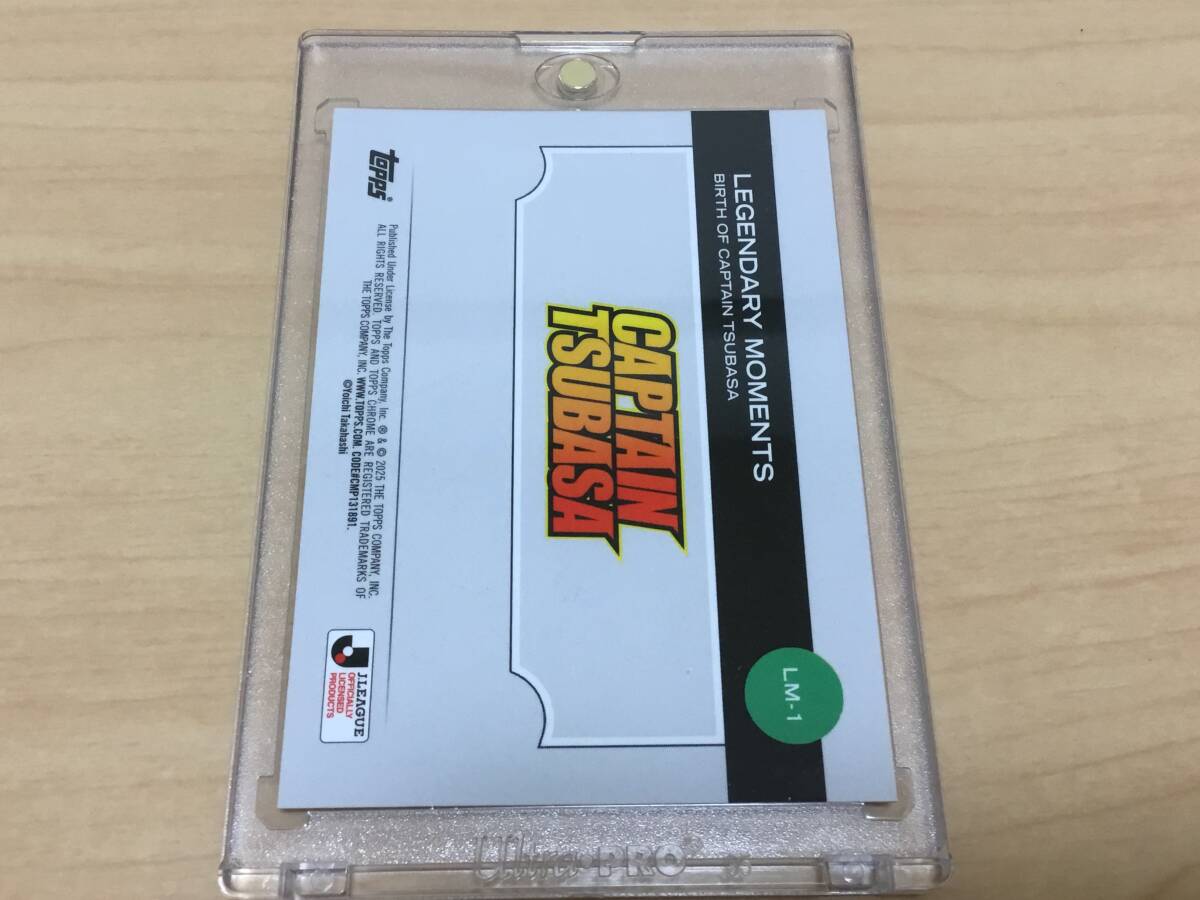 LEGENDARY MOMENTS
BIRTH OF CAPTAIN TSUBASA
LM-1
CAPTAIN
TSUBASA
topps®
Published Under License by The Topps Company, Inc. ® & © 2025 THE TOPPS COMPANY, INC.
ALL RIGHTS RESERVED. TOPPS AND TOPPS CHROME ARE REGISTERED TRADEMARKS OF
THE TOPPS COMPANY, INC. WWW.TOPPS.COM. CODE#CMP131891.
©Yoichi Takahashi
J.LEAGUE
OFFICIALLY
LICENSED
PRODUCTS
Ultra•PRO®